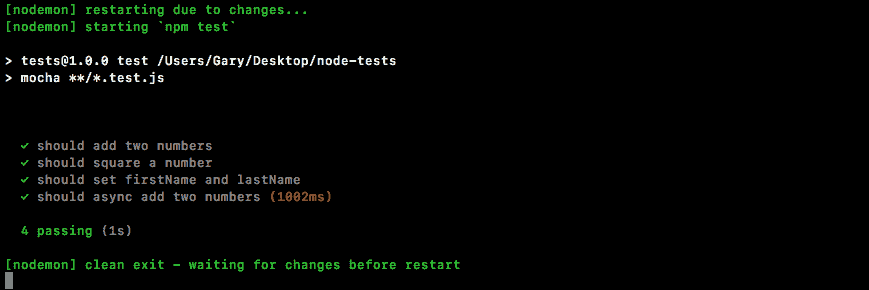 [nodemon] restarting due to changes...
[nodemon] starting `npm test`
> tests@1.0.0 test /Users/Gary/Desktop/node-tests
> mocha **/*.test.js
✓ should add two numbers
✓ should square a number
✓ should set firstName and lastName
✓ should async add two numbers (1002ms)
4 passing (1s)
[nodemon] clean exit - waiting for changes before restart